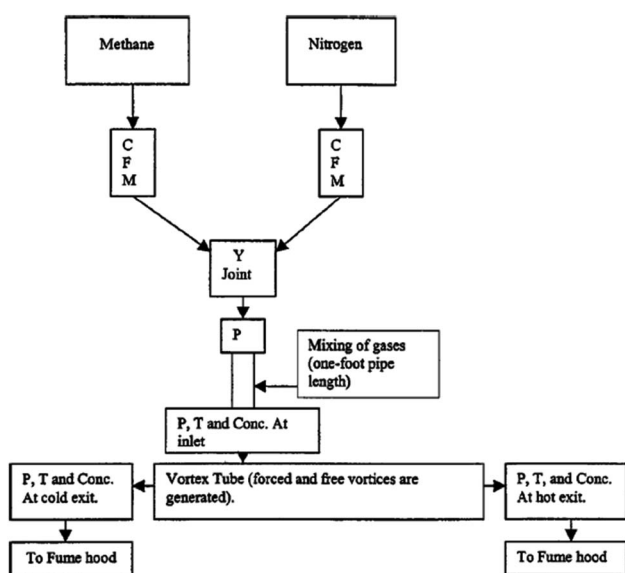 Methane
Nitrogen
C
F
M
C
F
M
Y
Joint
P
Mixing of gases
(one-foot pipe
length)
P, T and Conc. At
inlet
P, T and Conc.
At cold exit.
Vortex Tube (forced and free vortices are
generated).
P, T, and Conc.
At hot exit.
To Fume hood
To Fume hood